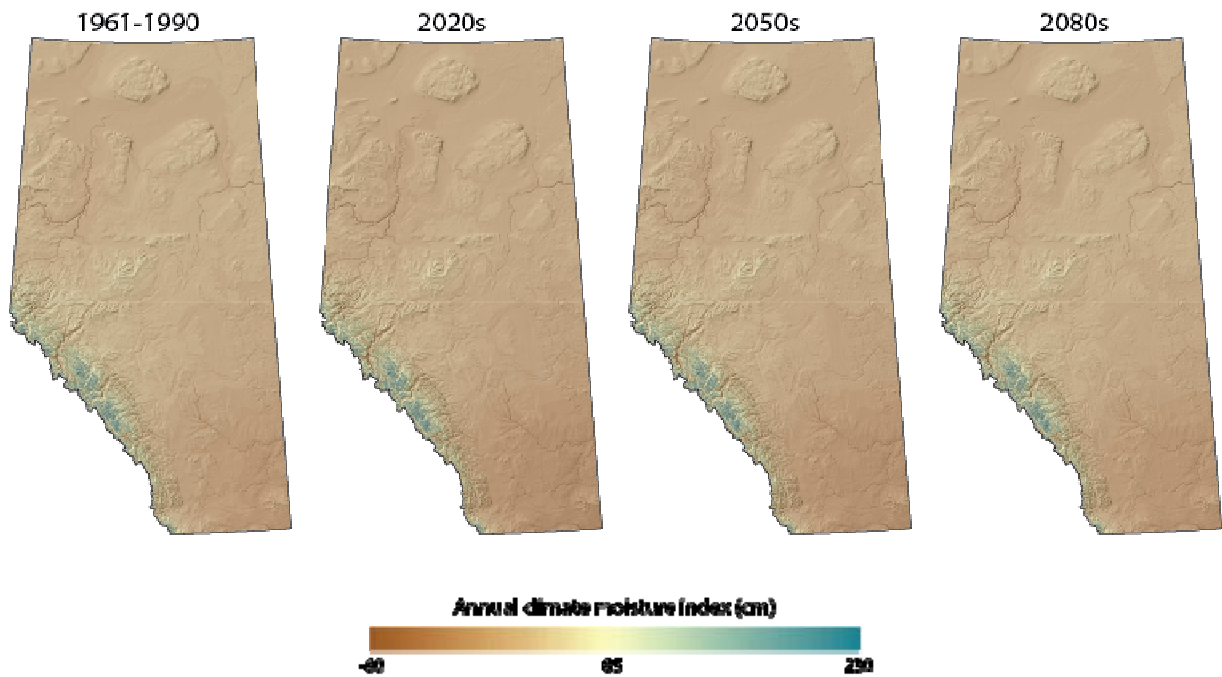 1961-1990
2020s
2050s
2080s
Annual climate moisture index (cm)
-60
85
230